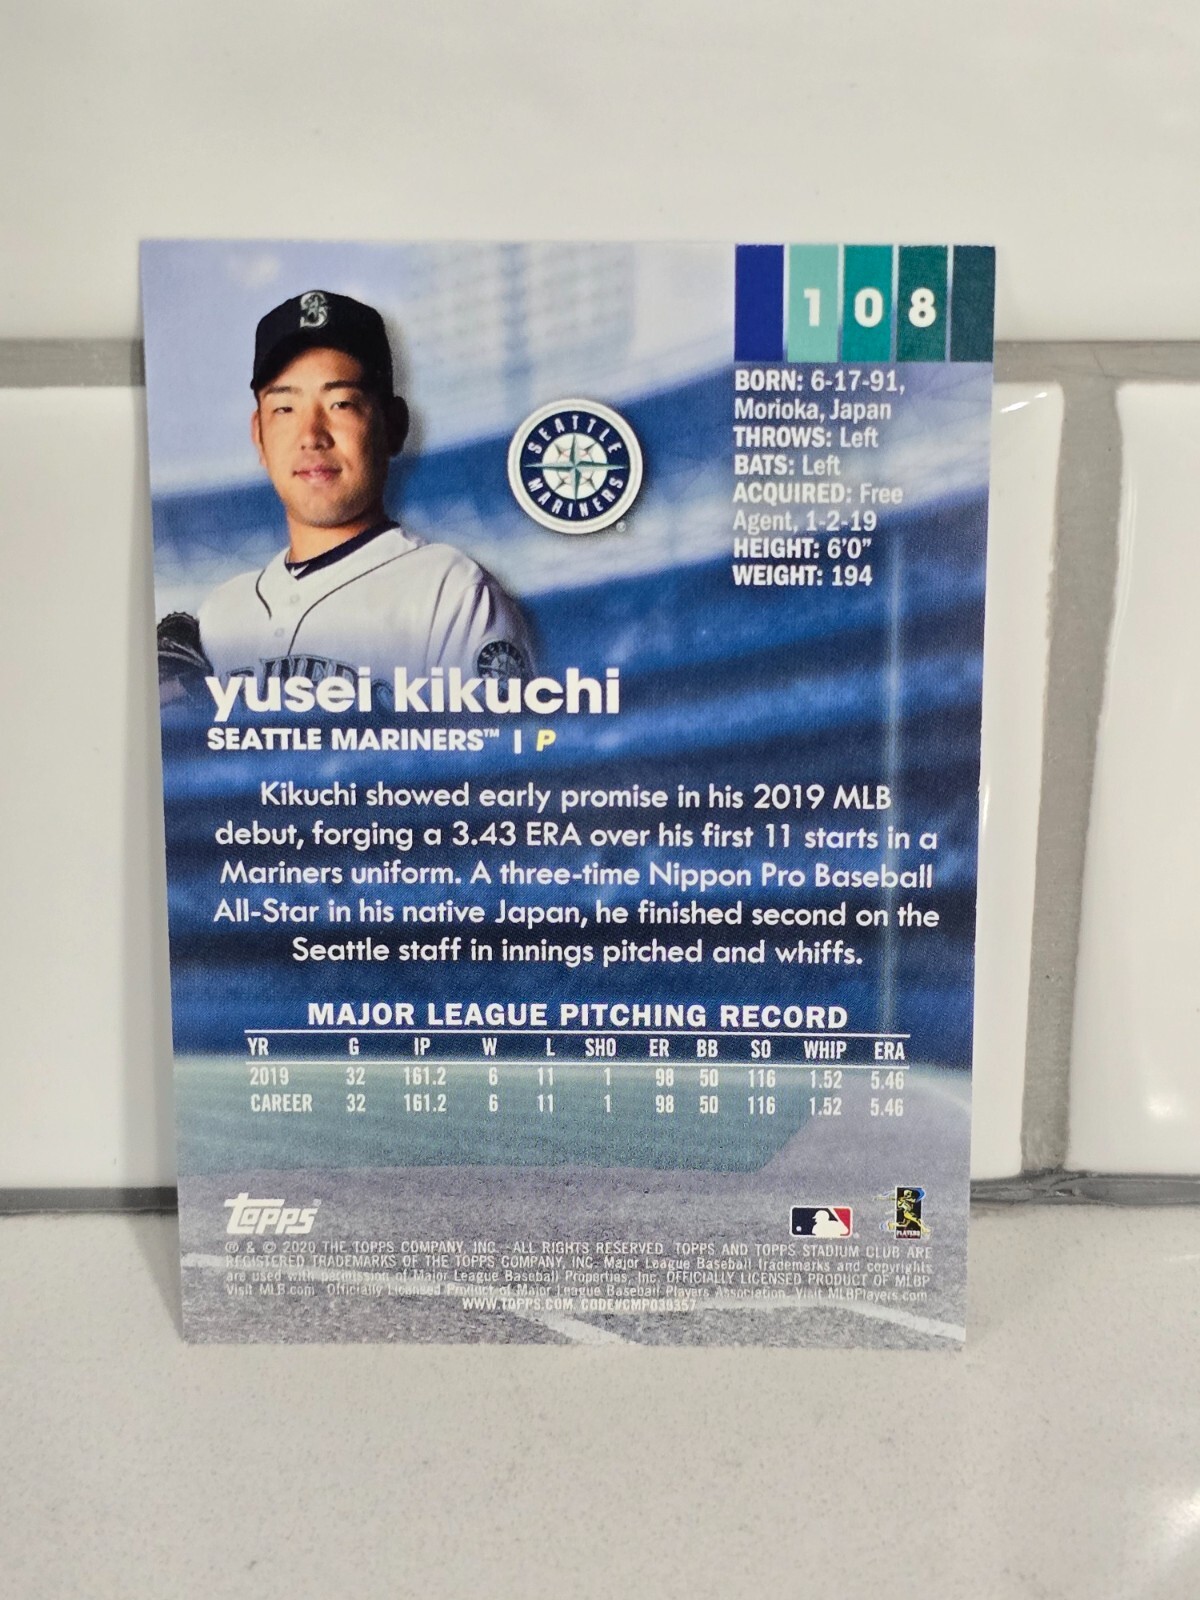 108
BORN: 6-17-91,
Morioka, Japan
THROWS: Left
BATS: Left
ACQUIRED: Free
Agent, 1-2-19
HEIGHT: 6'0"
WEIGHT: 194
S
SEATTLE MARINERS ®
yusei kikuchi
SEATTLE MARINERS™ | P
Kikuchi showed early promise in his 2019 MLB
debut, forging a 3.43 ERA over his first 11 starts in a
Mariners uniform. A three-time Nippon Pro Baseball
All-Star in his native Japan, he finished second on the
Seattle staff in innings pitched and whiffs.
MAJOR LEAGUE PITCHING RECORD
YR G IP W L SHO ER BB SO WHIP ERA
2019 32 161.2 6 11 1 98 50 116 1.52 5.46
CAREER 32 161.2 6 11 1 98 50 116 1.52 5.46
topps®
PLAYERS
® & © 2020 THE TOPPS COMPANY, INC. ALL RIGHTS RESERVED. TOPPS AND TOPPS STADIUM CLUB ARE
REGISTERED TRADEMARKS OF THE TOPPS COMPANY, INC. Major League Baseball trademarks and copyrights
are used with permission of Major League Baseball Properties, Inc. OFFICIALLY LICENSED PRODUCT OF MLBP
Visit MLB.com Officially Licensed Product of Major League Baseball Players Association. Visit MLBPlayers.com
WWW.TOPPS.COM. CODE#CMP039357